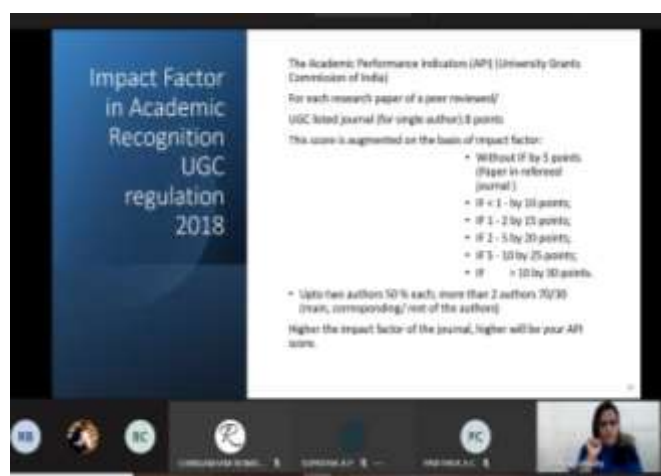 Impact Factor
in Academic
Recognition
UGC
regulation
2018
The Academic Performance Indicators (API) (University Grants
Commission of India)
For each research paper of a peer reviewed/
UGC listed journal (for single author) 8 points
This score is augmented on the basis of impact factor:
• Without IF by 5 points
(Paper in refereed
journal )
• IF < 1 - by 10 points;
• IF 1 - 2 by 15 points;
• IF 2 - 5 by 20 points;
• IF 5 - 10 by 25 points;
• IF > 10 by 30 points.
• Upto two authors 50 % each, more than 2 authors 70/30
(main, corresponding/ rest of the authors)
Higher the impact factor of the journal, higher will be your API
score.
RB
RC
R
PC